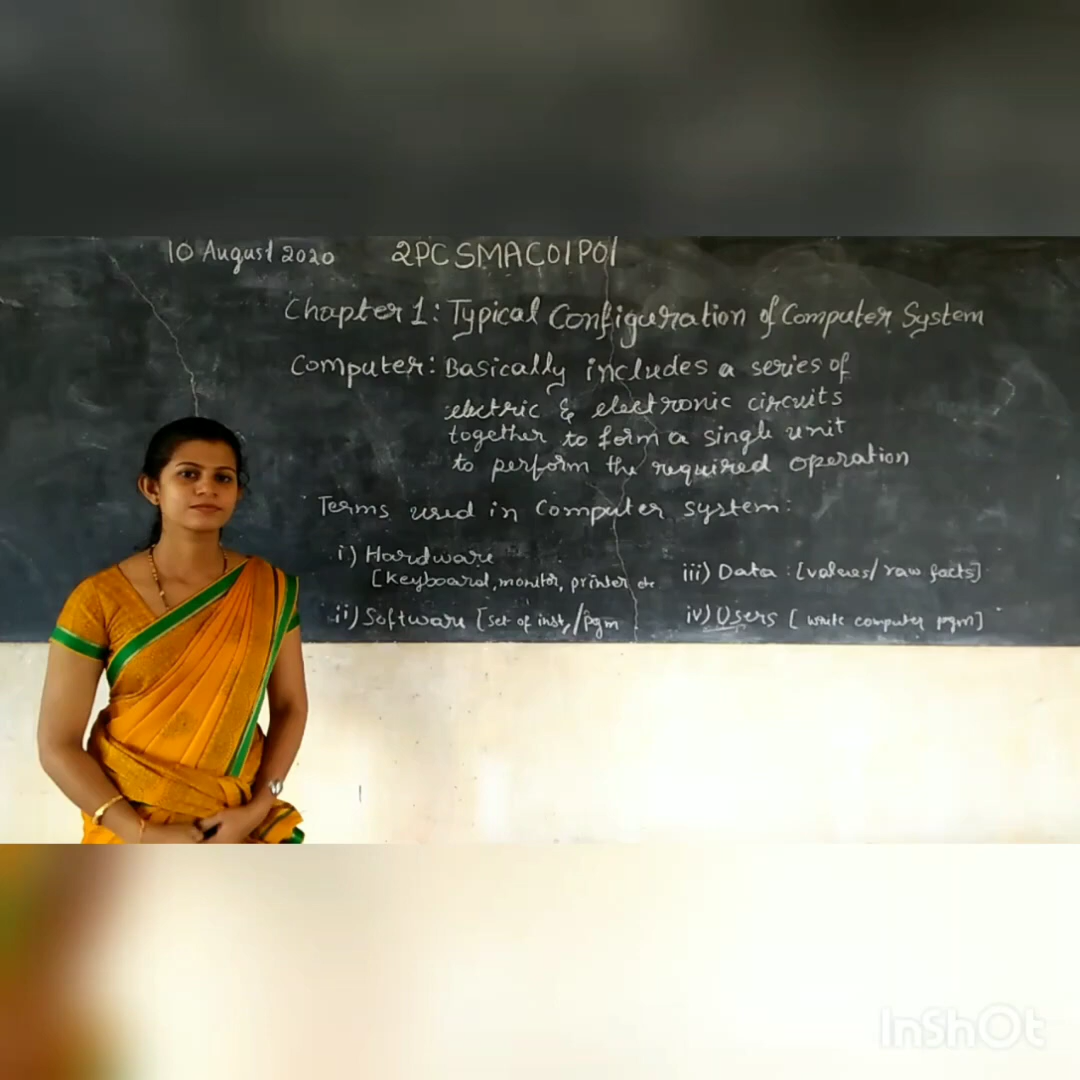 10 August 2020 2PCSMAC01P01
Chapter 1: Typical Configuration of Computer System
Computer: Basically includes a series of
electric & electronic circuits
together to form a single unit
to perform the required operation
Terms used in Computer system:
i) Hardware
[Keyboard, monitor, printer etc
ii) Software [set of inst,/pgm
iii) Data: [values/raw facts]
iv) Users [write computer pgm]
InShOt